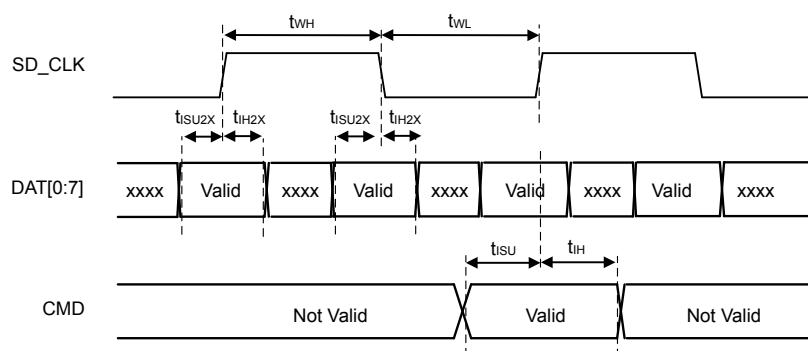 tWH tWL
SD_CLK
tISU2X tIH2X tISU2X tIH2X
DAT[0:7] xxxx Valid xxxx Valid xxxx Valid xxxx Valid xxxx
tISU tIH
CMD Not Valid Valid Not Valid